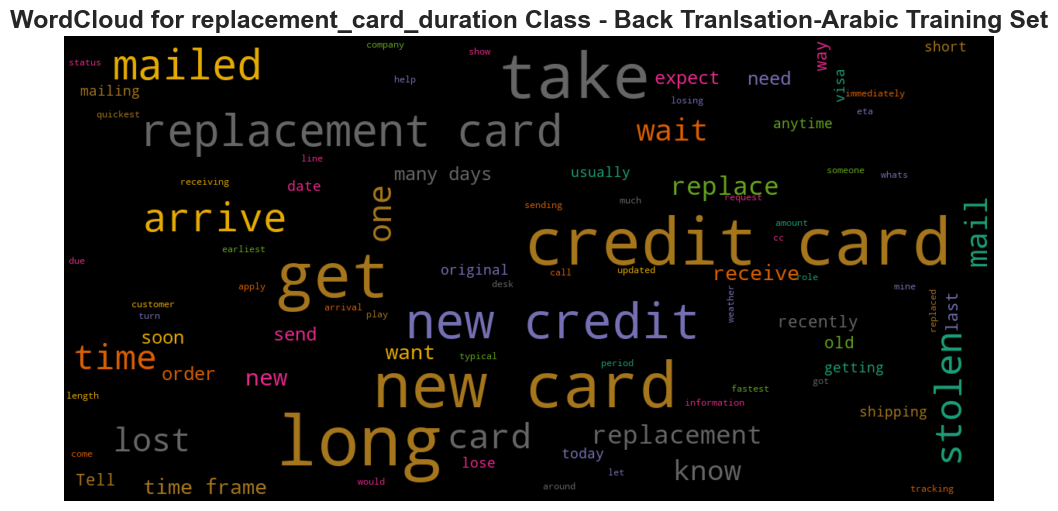 WordCloud for replacement_card_duration Class - Back Tranlsation-Arabic Training Set
company
show
way
short
status
mailed
take
expect
need
help
visa
mailing
losing
immediately
quickest
eta
replacement card
wait
anytime
line
many days
usually
someone
whats
receiving
date
replace
one
much
request
sending
arrive
mail
amount
credit card
cc
earliest
due
get
original
call
updated
receive
role
desk
apply
mine
customer
arrival
play
weather
replaced
last
turn
new credit
recently
soon
send
old
time
want
typical
period
getting
order
new
got
stolen
length
new card
fastest
information
shipping
long
lost
card
replacement
come
today
know
lose
Tell
time frame
would
let
around
tracking